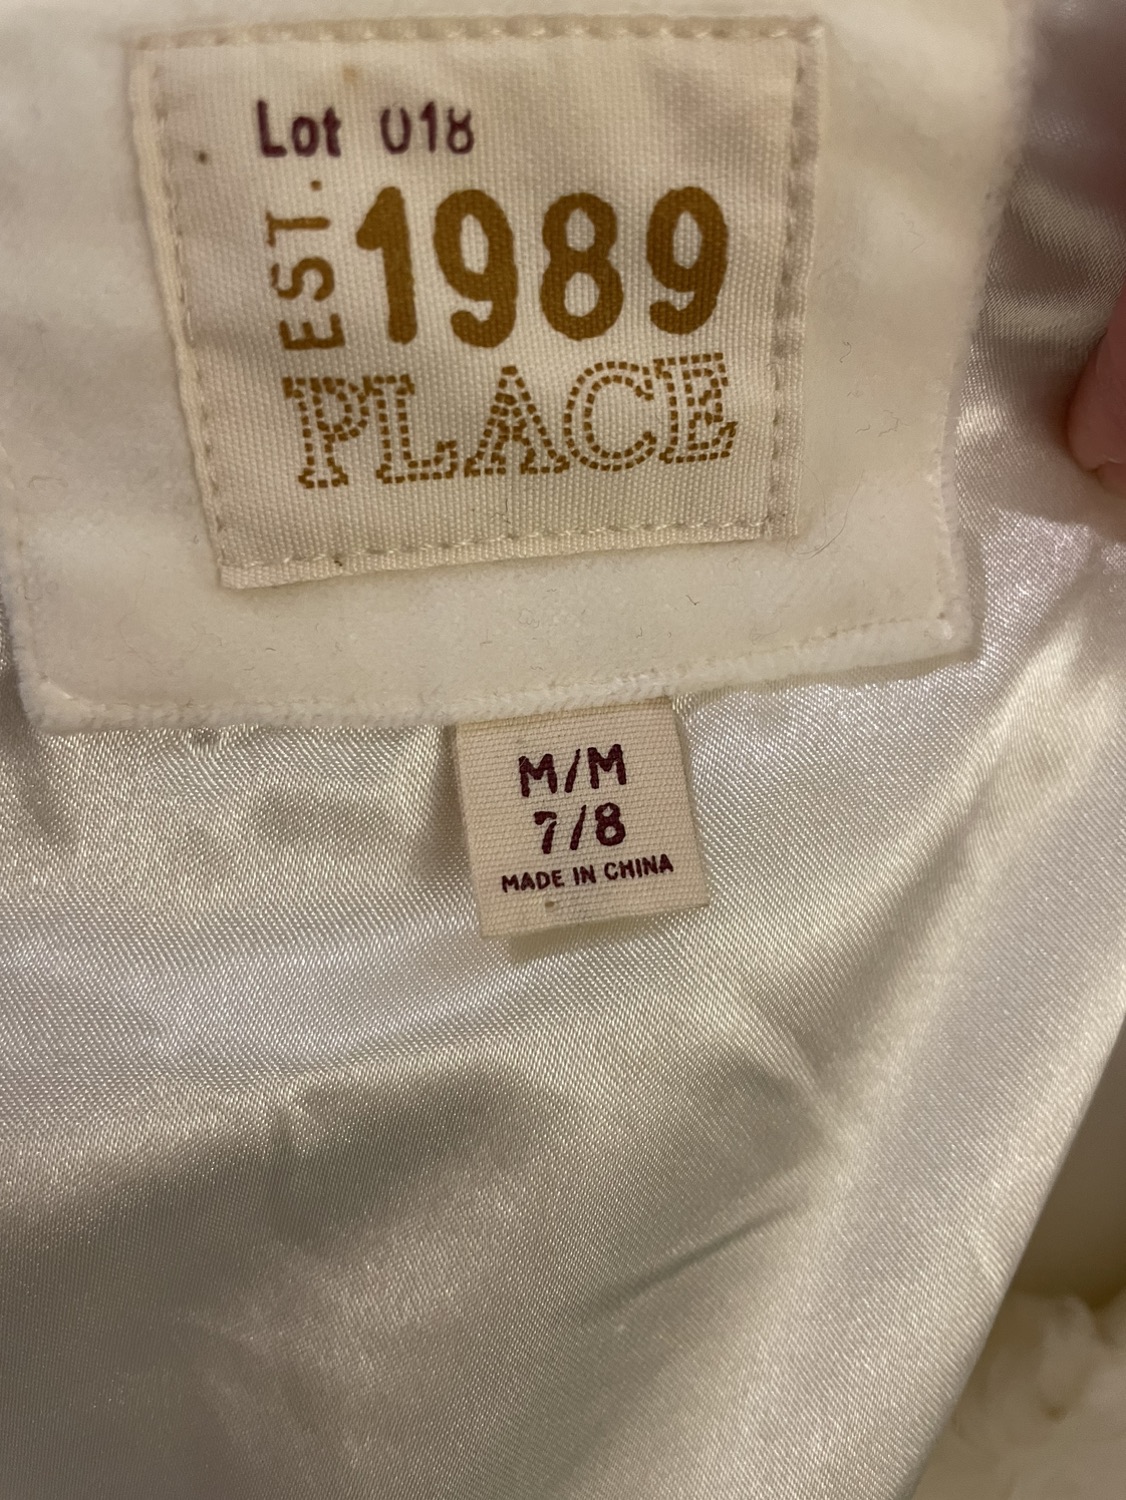 Lot 018
EST. 1989
PLACE
M/M
7/8
MADE IN CHINA